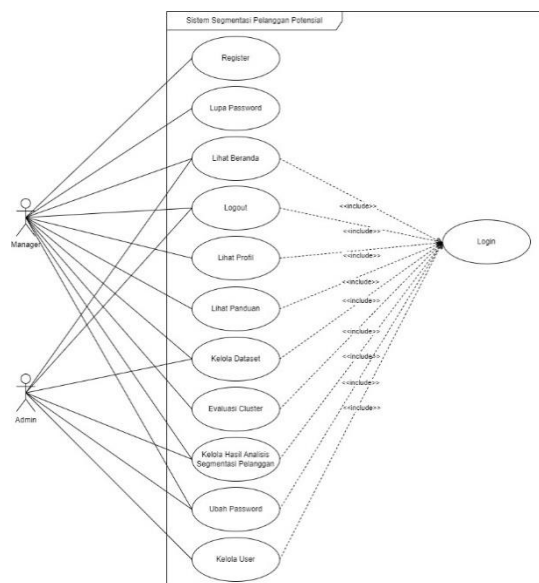 Sistem Segmentasi Pelanggan Potensial
Register
Lupa Password
Lihat Beranda
Logout
Lihat Profil
Lihat Panduan
Kelola Dataset
Evaluasi Cluster
Kelola Hasil Analisis
Segmentasi Pelanggan
Ubah Password
Kelola User
Manager
Admin
<<include>>
<<include>>
<<include>>
<<include>>
<<include>>
<<include>>
<<include>>
<<include>>
<<include>>
Login